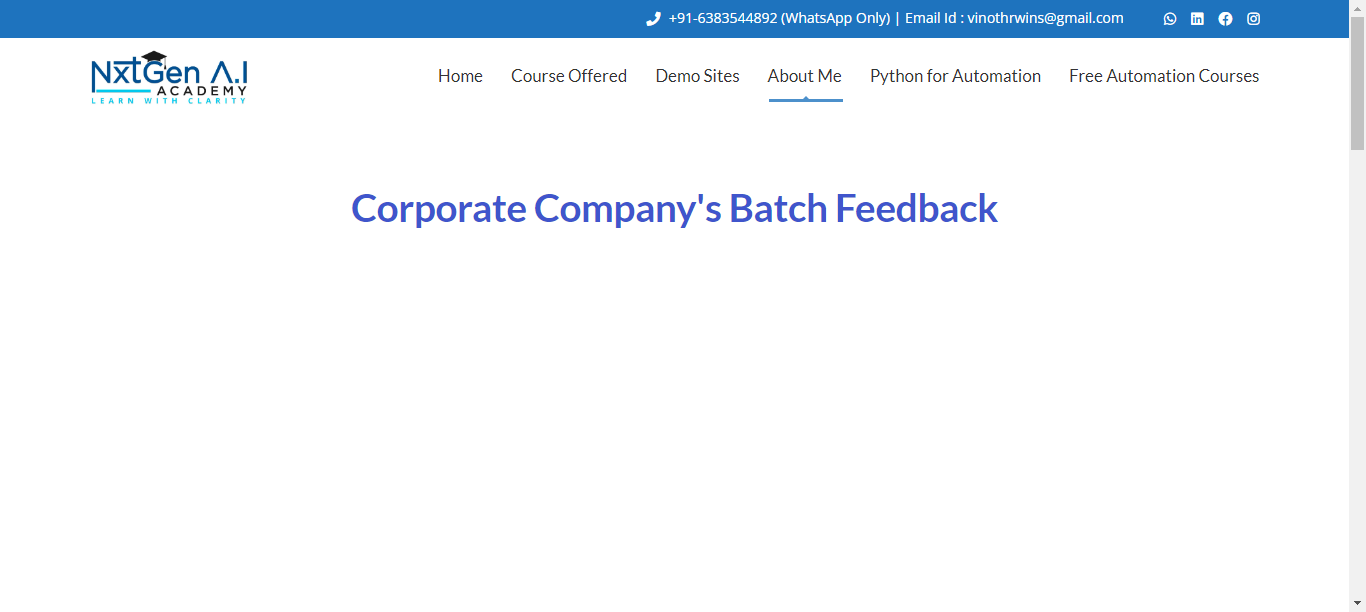 +91-6383544892 (WhatsApp Only) | Email Id : vinothrwins@gmail.com
NxtGen A.I
ACADEMY
LEARN WITH CLARITY
Home Course Offered Demo Sites About Me Python for Automation Free Automation Courses
Corporate Company's Batch Feedback